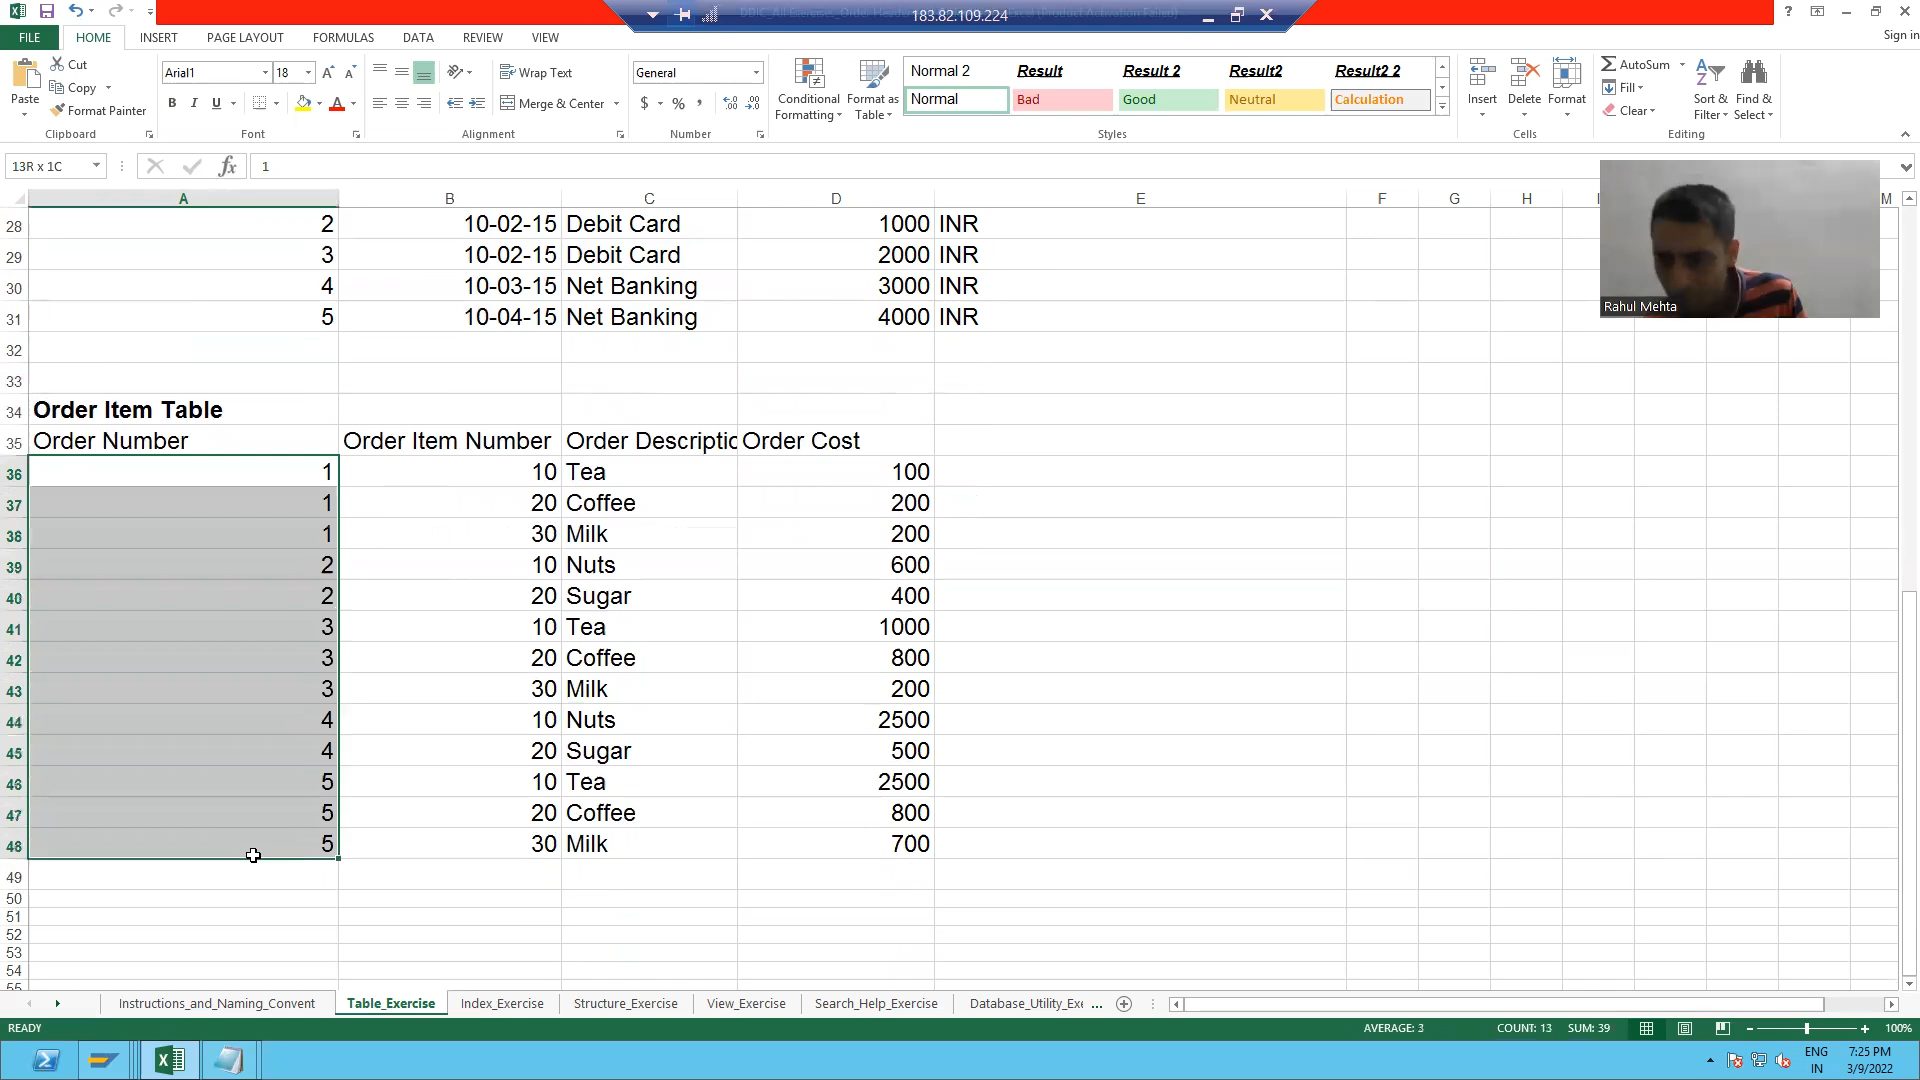 183.82.109.224
Sign in
FILE HOME INSERT PAGE LAYOUT FORMULAS DATA REVIEW VIEW
Cut
Copy
Format Painter
Paste
Clipboard
Arial1 18
B I U
Font
Wrap Text
Merge & Center
Alignment
General
$ % ,
Number
Conditional Formatting
Format as Table
Normal 2 Result Result 2 Result2 Result2 2
Normal Bad Good Neutral Calculation
Styles
Insert Delete Format
Cells
AutoSum
Fill
Clear
Sort & Filter
Find & Select
Editing
13R x 1C fx 1
A B C D E F G H M
28 2 10-02-15 Debit Card 1000 INR
29 3 10-02-15 Debit Card 2000 INR
30 4 10-03-15 Net Banking 3000 INR
31 5 10-04-15 Net Banking 4000 INR
Rahul Mehta
32
33
34 Order Item Table
35 Order Number Order Item Number Order Descriptio Order Cost
36 1 10 Tea 100
37 1 20 Coffee 200
38 1 30 Milk 200
39 2 10 Nuts 600
40 2 20 Sugar 400
41 3 10 Tea 1000
42 3 20 Coffee 800
43 3 30 Milk 200
44 4 10 Nuts 2500
45 4 20 Sugar 500
46 5 10 Tea 2500
47 5 20 Coffee 800
48 5 30 Milk 700
49
50
51
52
53
54
55
Instructions_and_Naming_Convent Table_Exercise Index_Exercise Structure_Exercise View_Exercise Search_Help_Exercise Database_Utility_Exe ...
READY AVERAGE: 3 COUNT: 13 SUM: 39 100%
ENG 7:25 PM
IN 3/9/2022